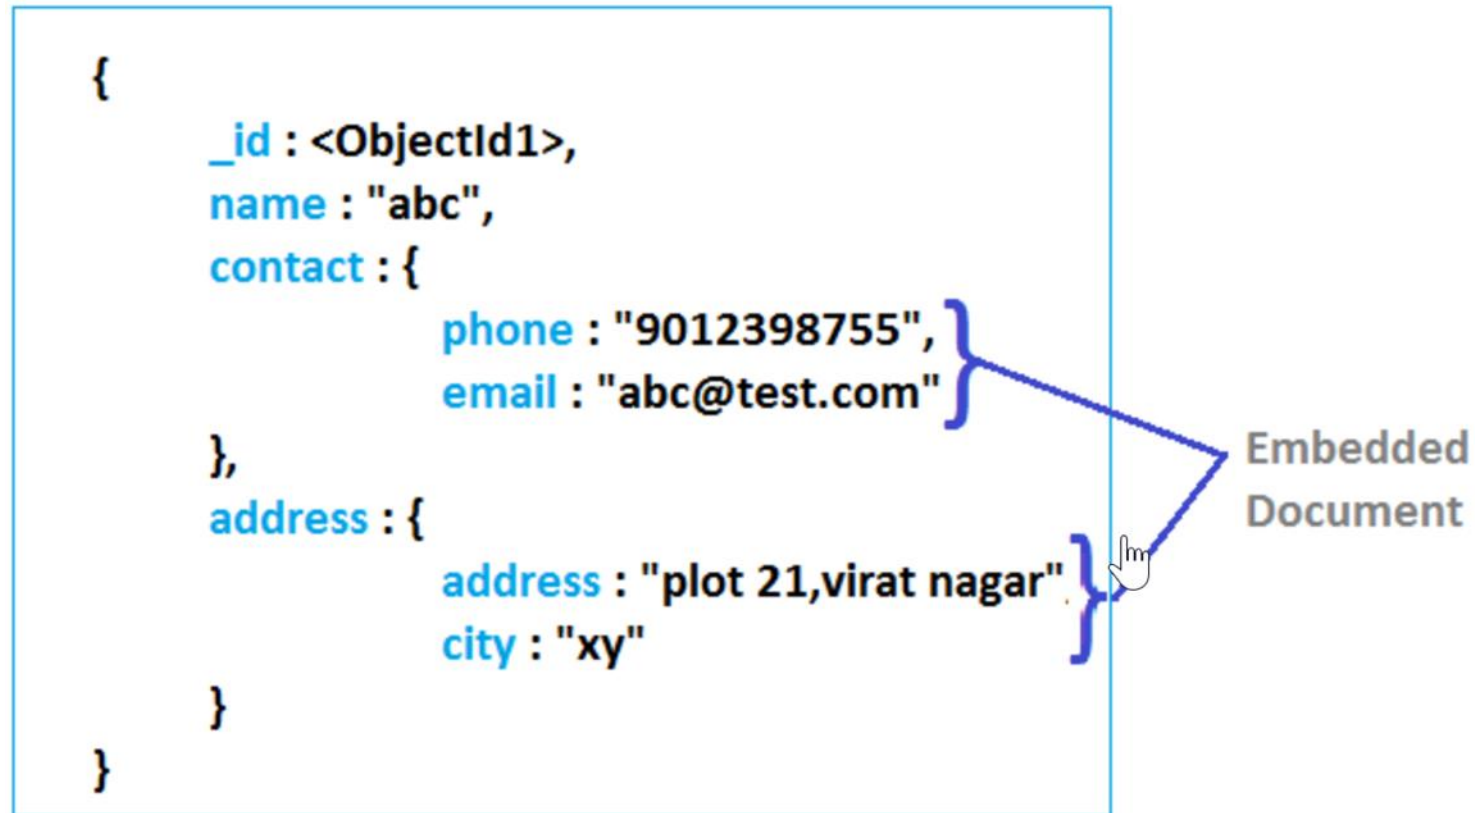 {
_id : <ObjectId1>,
name : "abc",
contact : {
phone : "9012398755",
email : "abc@test.com"
},
address : {
address : "plot 21,virat nagar"
city : "xy"
}
}
Embedded
Document